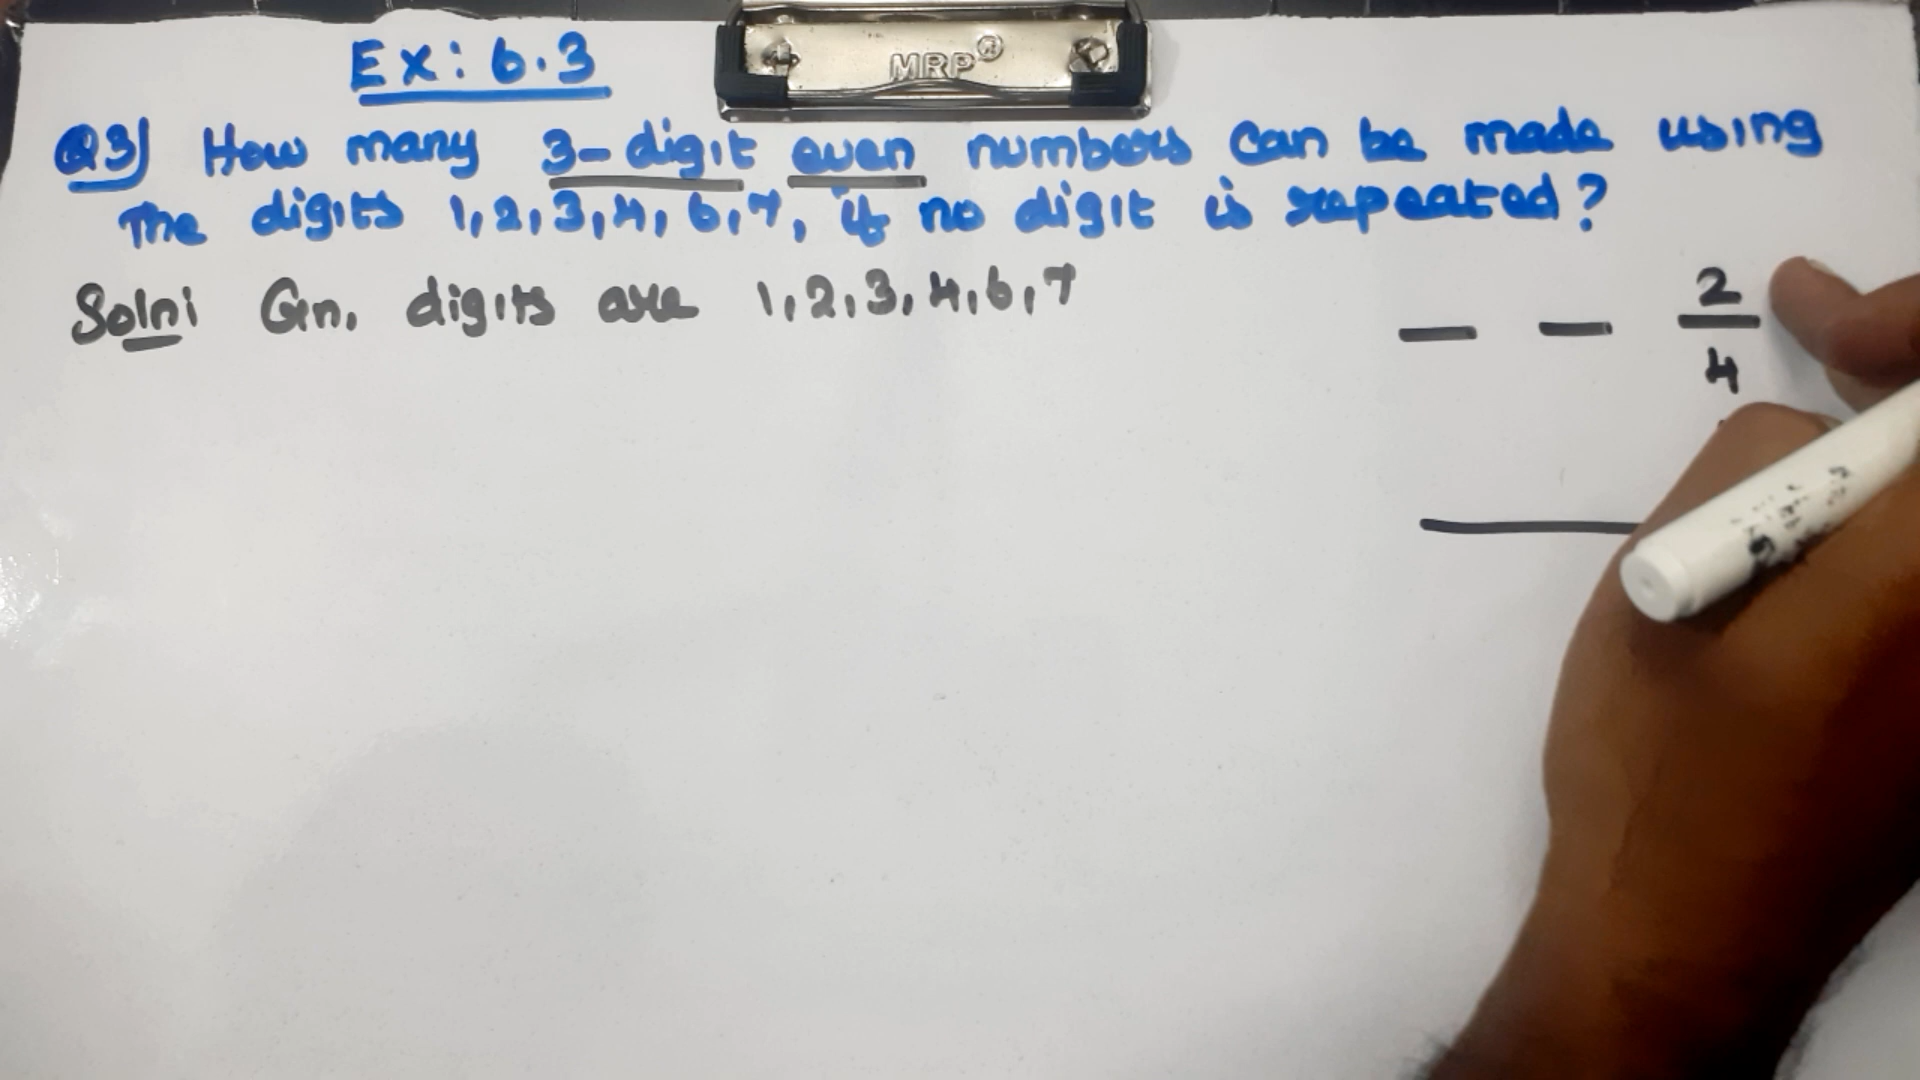 MRP®
Ex: 6.3
Q3) How many 3-digit even numbers can be made using
the digits 1,2,3,4,6,7, if no digit is repeated?
Soln: Gn. digits are 1,2,3,4,6,7
2
4